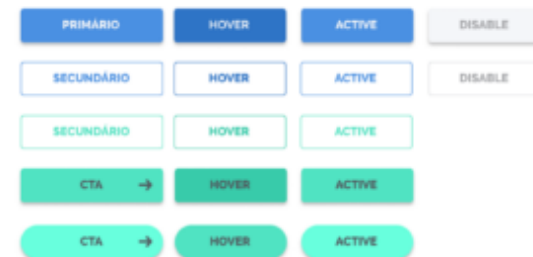 PRIMÁRIO HOVER ACTIVE DISABLE
SECUNDÁRIO HOVER ACTIVE DISABLE
SECUNDÁRIO HOVER ACTIVE
CTA → HOVER ACTIVE
CTA → HOVER ACTIVE